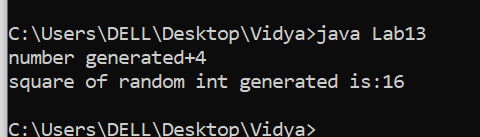 C:\Users\DELL\Desktop\Vidya>java Lab13
number generated+4
square of random int generated is:16
C:\Users\DELL\Desktop\Vidya>